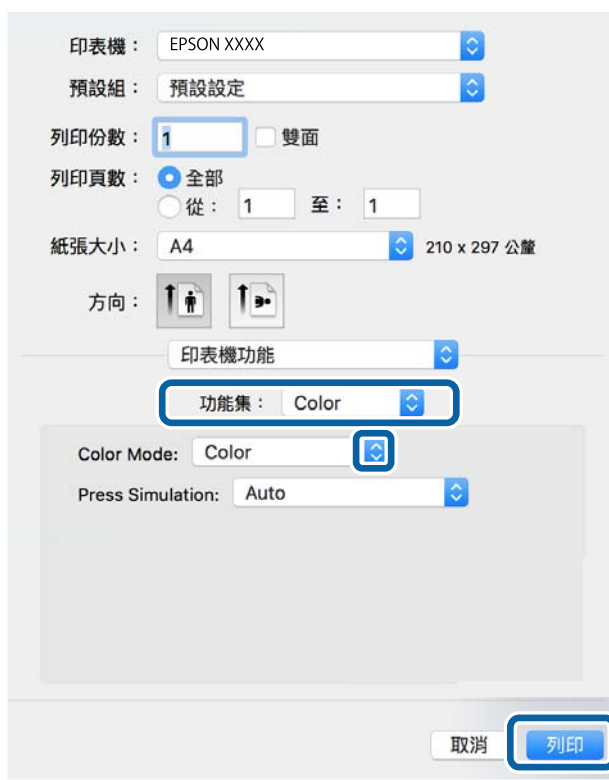 印表機： EPSON XXXX
預設組： 預設設定
列印份數： 1 雙面
列印頁數： 全部
從： 1 至： 1
紙張大小： A4 210 x 297 公釐
方向：
印表機功能
功能集： Color
Color Mode: Color
Press Simulation: Auto
取消 列印